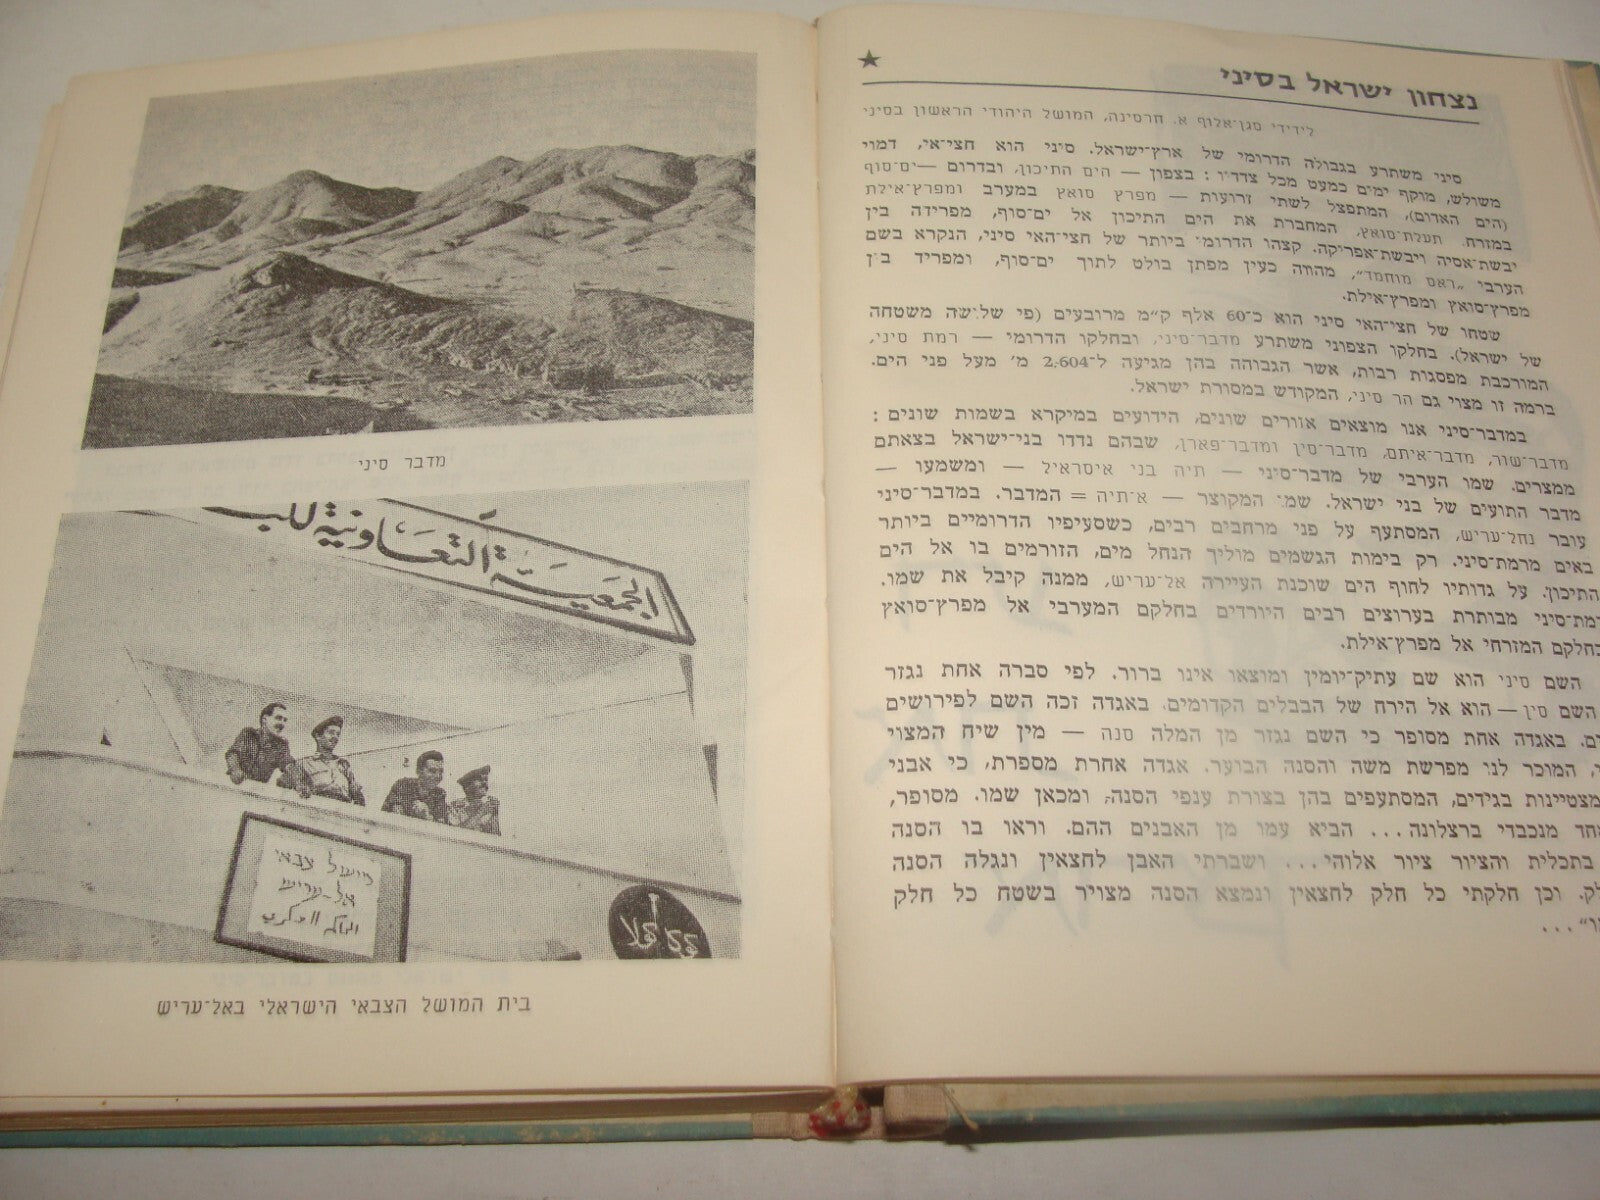 נצחון ישראל בסיני
לידידי סגן־אלוף א. חרסינה, המושל היהודי הראשון בסיני
סיני משתרע בגבולה הדרומי של ארץ־ישראל. סיני הוא חצי־אי, דמוי
משולש, מוקף ימים כמעט מכל צדדיו: בצפון — הים התיכון, ובדרום — ים־סוף
(הים האדום), המתפצל לשתי זרועות — מפרץ סואץ במערב ומפרץ־אילת
במזרח. תעלת־סואץ, המחברת את הים התיכון אל ים־סוף, מפרידה בין
יבשת־אסיה ויבשת־אפריקה. קצהו הדרומי ביותר של חצי־האי סיני, הנקרא בשם
הערבי „ראס מוחמד", מהווה כעין מפתן בולט לתוך ים־סוף, ומפריד בין
מפרץ־סואץ ומפרץ־אילת.
שטחו של חצי־האי סיני הוא כ־60 אלף ק"מ מרובעים (פי שלושה משטחה
של ישראל). בחלקו הצפוני משתרע מדבר־סיני, ובחלקו הדרומי — רמת סיני,
המורכבת מפסגות רבות, אשר הגבוהה בהן מגיעה ל־2,604 מ' מעל פני הים.
ברמה זו מצוי גם הר סיני, המקודש במסורת ישראל.
במדבר־סיני אנו מוצאים אזורים שונים, הידועים במיקרא בשמות שונים:
מדבר־שור, מדבר־איתם, מדבר־סין ומדבר־פארן, שבהם נדדו בני־ישראל בצאתם
ממצרים. שמו הערבי של מדבר־סיני — תיה בני איסראיל — ומשמעו —
מדבר התועים של בני ישראל. שמו המקוצר — א־תיה = המדבר. במדבר־סיני
עובר נחל־עריש, המסתעף על פני מרחבים רבים, כשסעיפיו הדרומיים ביותר
באים מרמת־סיני. רק בימות הגשמים מוליך הנחל מים, הזורמים בו אל הים
התיכון. על גדותיו לחוף הים שוכנת העיירה אל־עריש, ממנה קיבל את שמו.
מת־סיני מבותרת בערוצים רבים היורדים בחלקם המערבי אל מפרץ־סואץ
בחלקם המזרחי אל מפרץ־אילת.
השם סיני הוא שם עתיק־יומין ומוצאו אינו ברור. לפי סברה אחת נגזר
השם סין — הוא אל הירח של הבבלים הקדומים. באגדה זכה השם לפירושים
ים. באגדה אחת מסופר כי השם נגזר מן המלה סנה — מין שיח המצוי
י, המוכר לנו מפרשת משה והסנה הבוער. אגדה אחרת מספרת, כי אבני
מצטיינות בגידים, המסתעפים בהן בצורת ענפי הסנה, ומכאן שמו. מסופר,
חד מנכבדי ברצלונה... הביא עמו מן האבנים ההם. וראו בו הסנה
בתכלית והציור ציור אלוהי... ושברתי האבן לחצאין ונגלה הסנה
לק. וכן חלקתי כל חלק לחצאין ונמצא הסנה מצויר בשטח כל חלק
ו"...
מדבר סיני
الجمعية التعاونية للب
מושל צבאי
אל־עריש
בית המושל הצבאי הישראלי באל־עריש